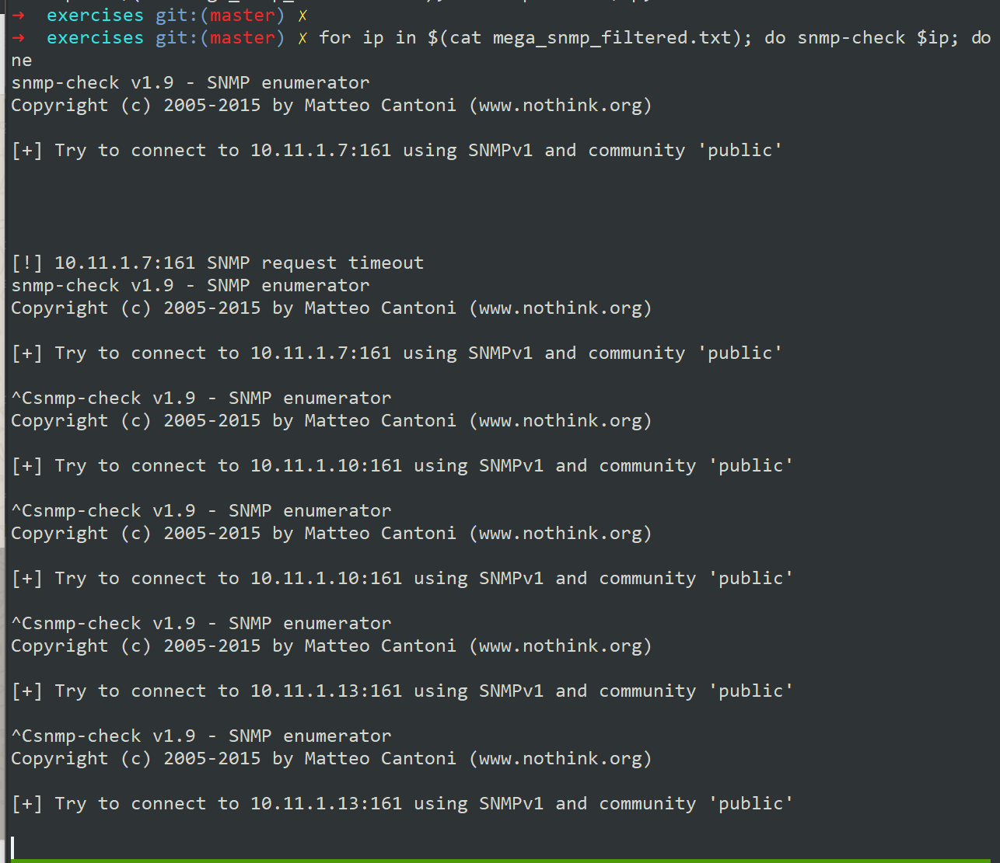 → exercises git:(master) ✗
→ exercises git:(master) ✗ for ip in $(cat mega_snmp_filtered.txt); do snmp-check $ip; do
ne
snmp-check v1.9 - SNMP enumerator
Copyright (c) 2005-2015 by Matteo Cantoni (www.nothink.org)
[+] Try to connect to 10.11.1.7:161 using SNMPv1 and community 'public'
[!] 10.11.1.7:161 SNMP request timeout
snmp-check v1.9 - SNMP enumerator
Copyright (c) 2005-2015 by Matteo Cantoni (www.nothink.org)
[+] Try to connect to 10.11.1.7:161 using SNMPv1 and community 'public'
^Csnmp-check v1.9 - SNMP enumerator
Copyright (c) 2005-2015 by Matteo Cantoni (www.nothink.org)
[+] Try to connect to 10.11.1.10:161 using SNMPv1 and community 'public'
^Csnmp-check v1.9 - SNMP enumerator
Copyright (c) 2005-2015 by Matteo Cantoni (www.nothink.org)
[+] Try to connect to 10.11.1.10:161 using SNMPv1 and community 'public'
^Csnmp-check v1.9 - SNMP enumerator
Copyright (c) 2005-2015 by Matteo Cantoni (www.nothink.org)
[+] Try to connect to 10.11.1.13:161 using SNMPv1 and community 'public'
^Csnmp-check v1.9 - SNMP enumerator
Copyright (c) 2005-2015 by Matteo Cantoni (www.nothink.org)
[+] Try to connect to 10.11.1.13:161 using SNMPv1 and community 'public'